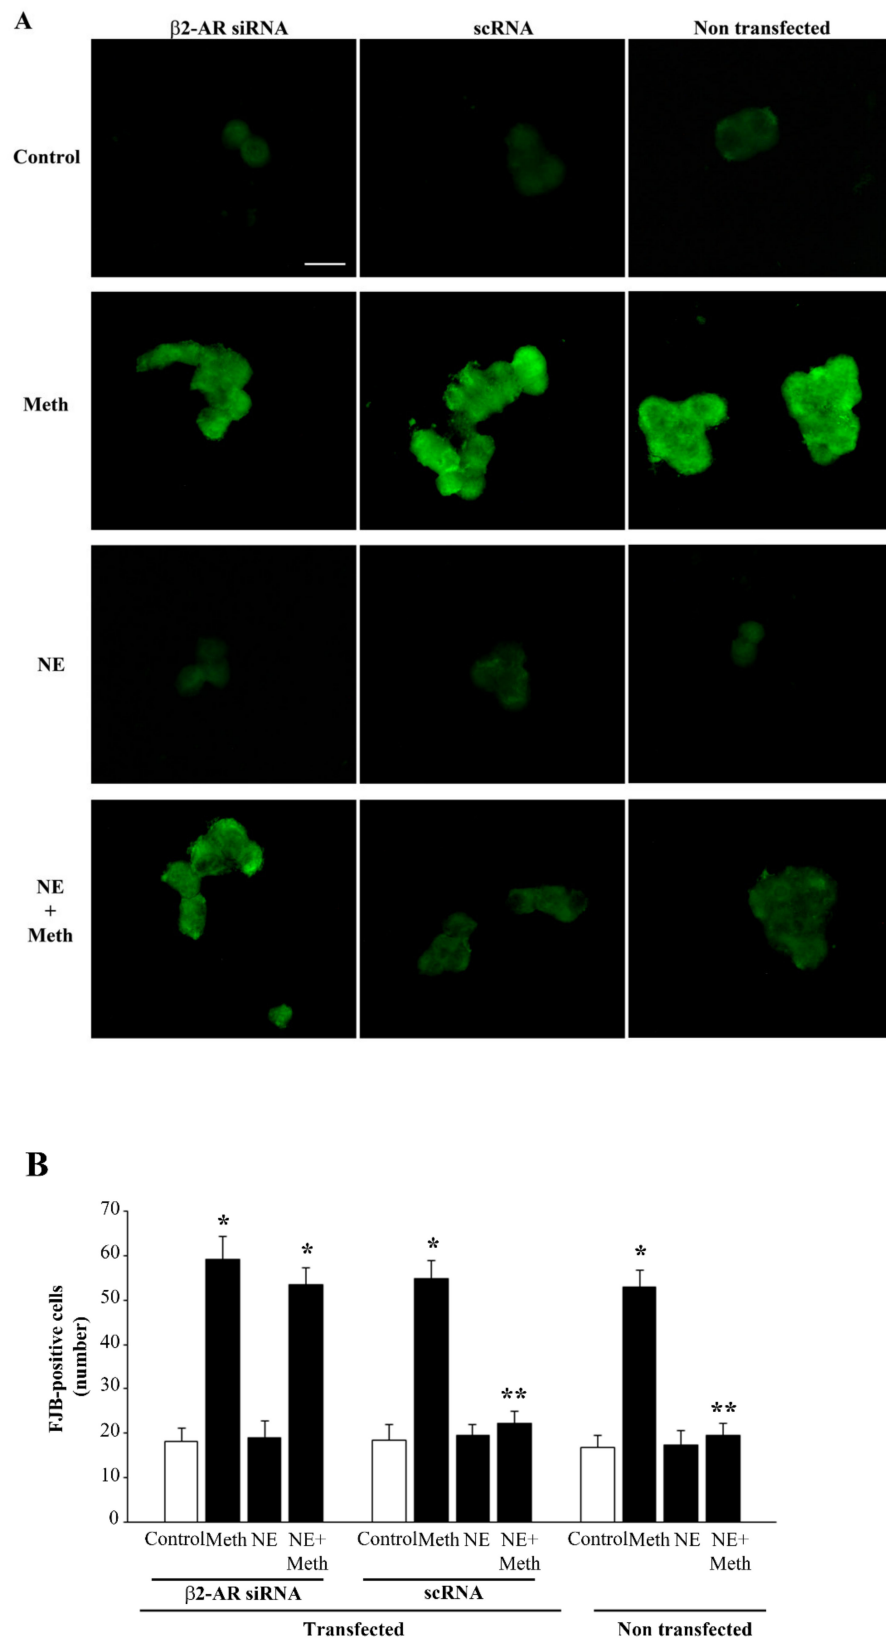 A
β2-AR siRNA scRNA Non transfected
Control
Meth
NE
NE
+
Meth
B
FJB-positive cells
(number)
70
60
50
40
30
20
10
0
* * * ** * **
Control Meth NE NE+ Control Meth NE NE+ Control Meth NE NE+
Meth Meth Meth
β2-AR siRNA scRNA
Transfected Non transfected